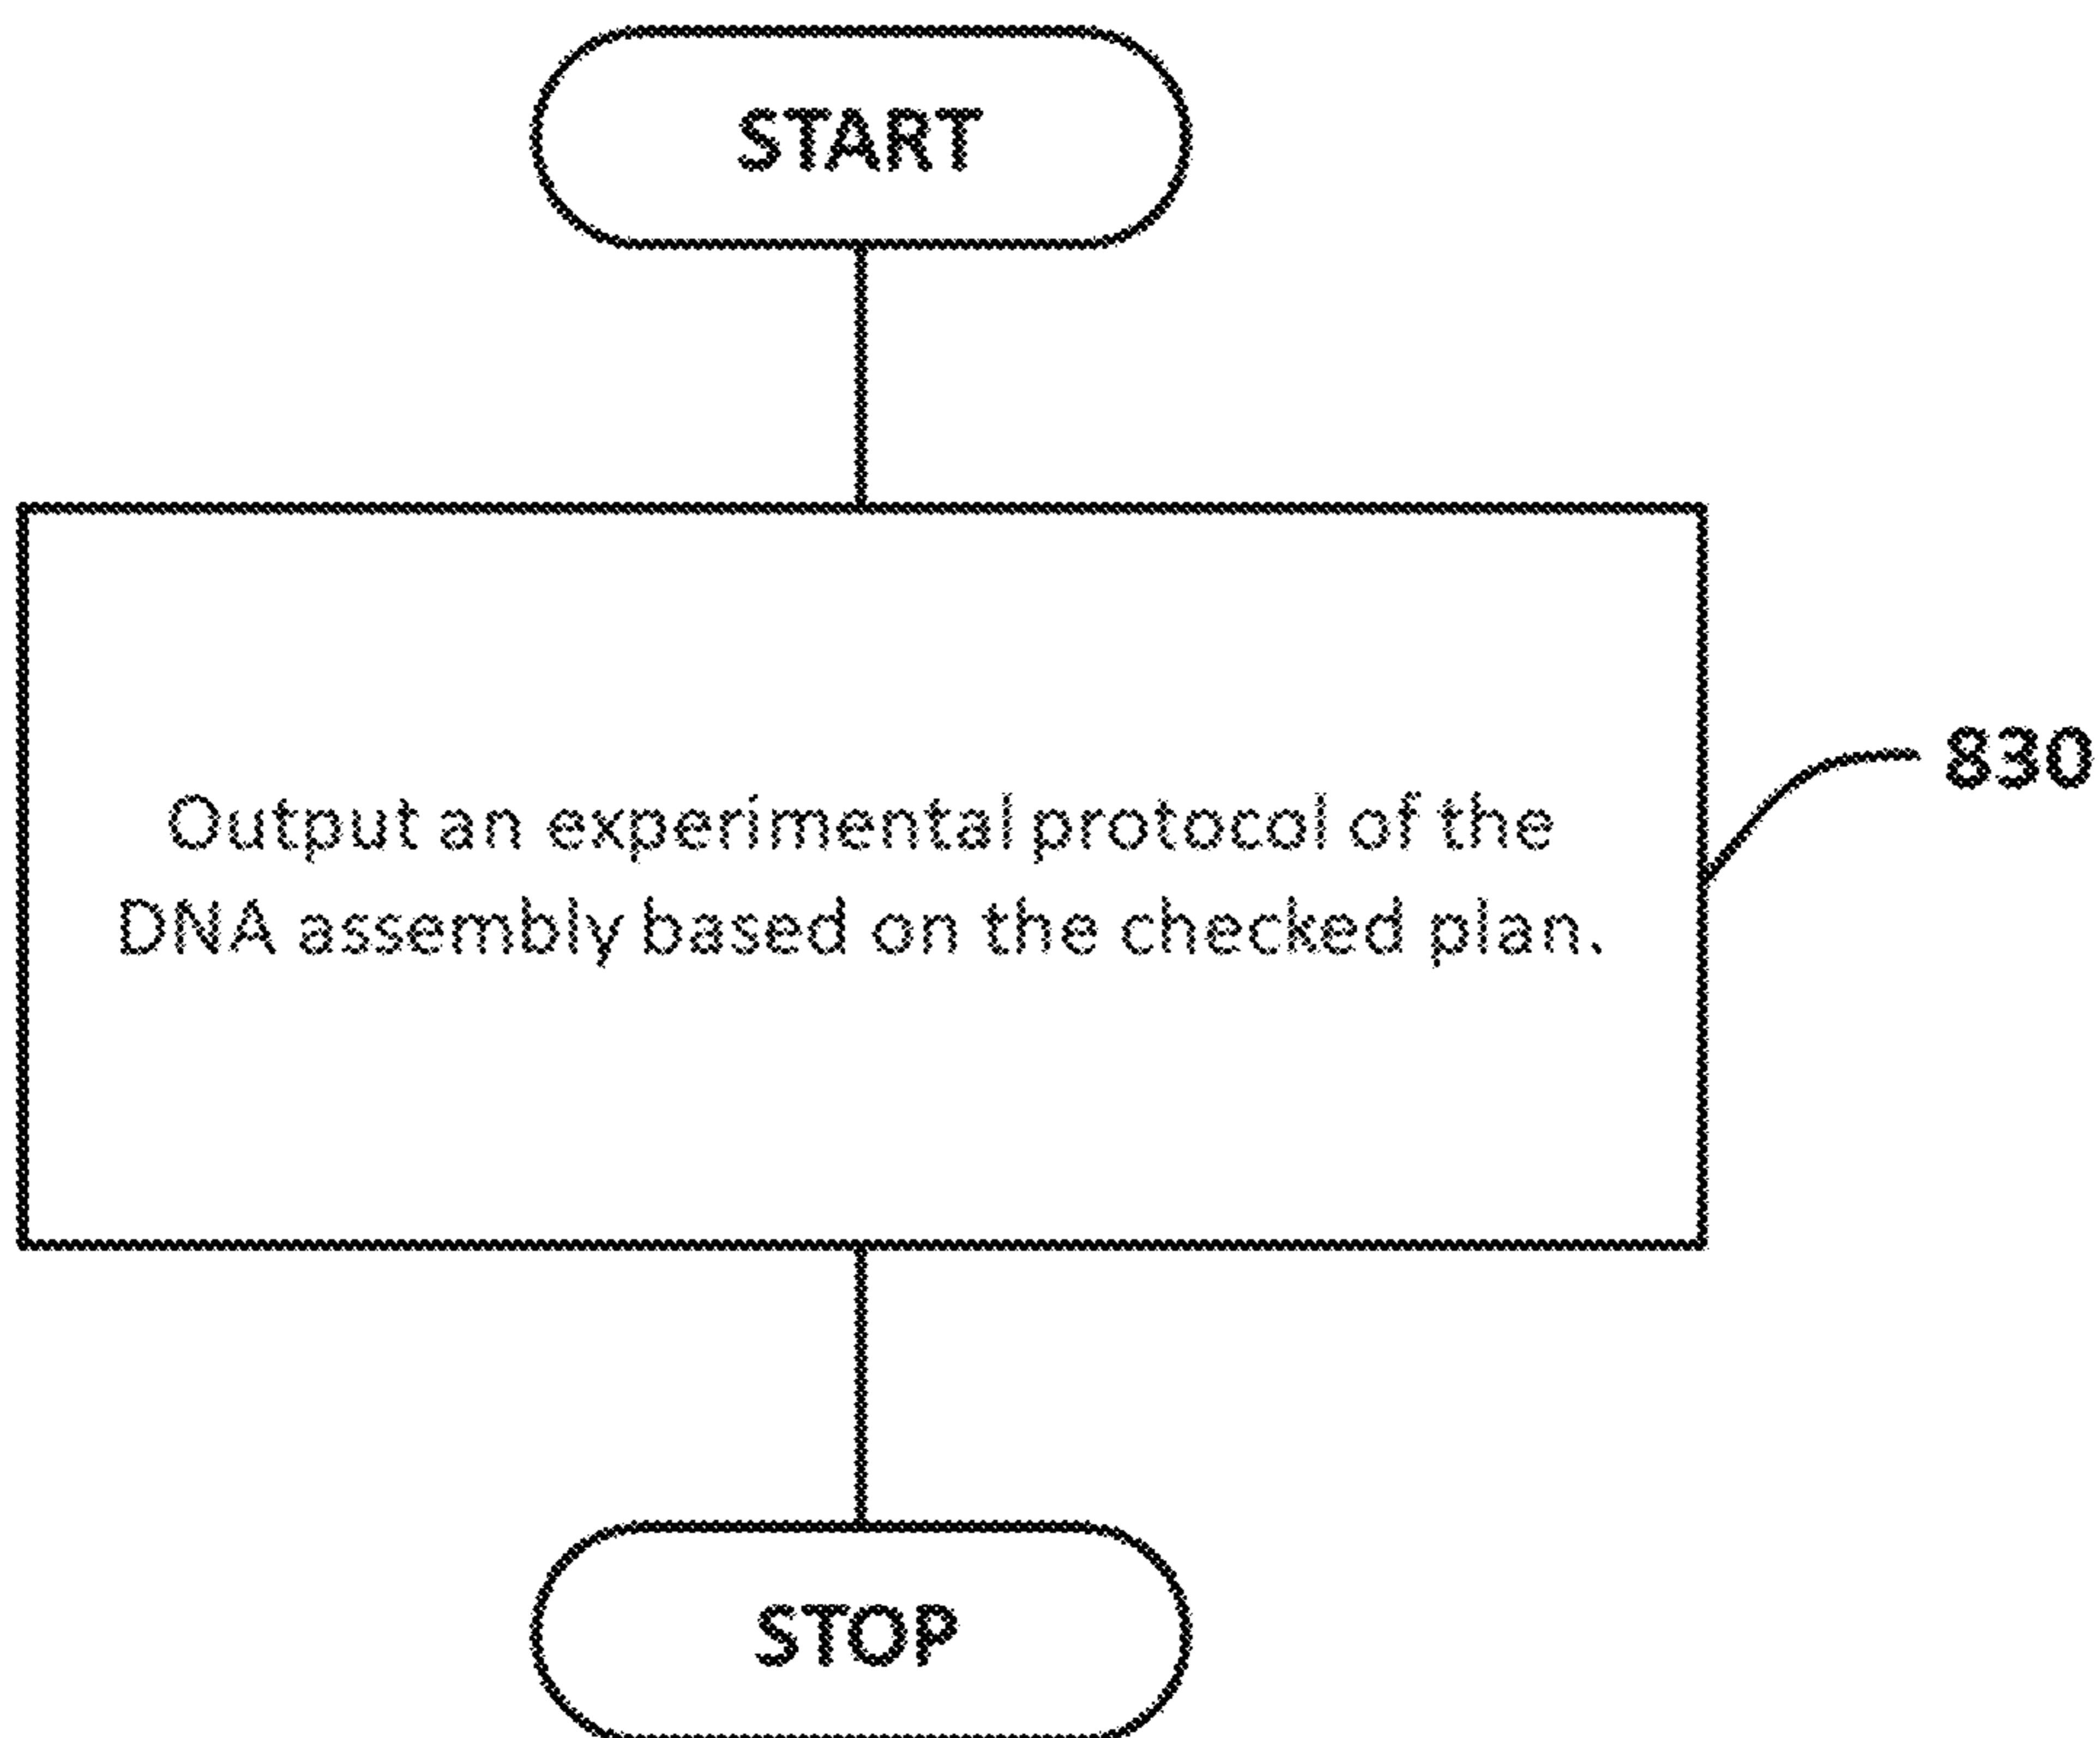 START
830
Output an experimental protocol of the
DNA assembly based on the checked plan.
STOP